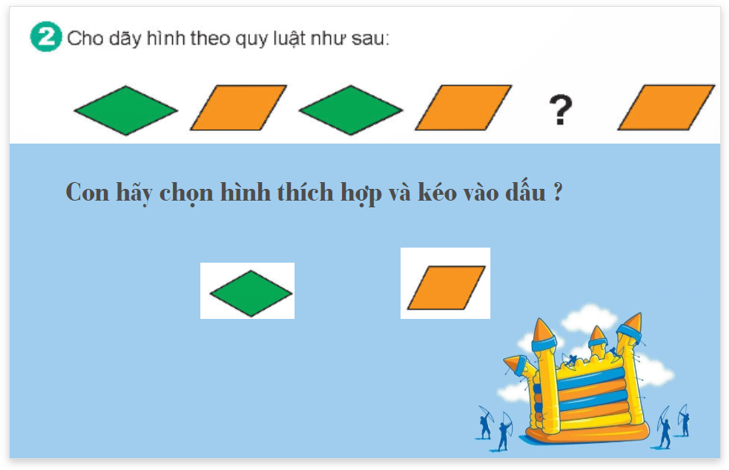 2 Cho dãy hình theo quy luật như sau:
?
Con hãy chọn hình thích hợp và kéo vào dấu ?